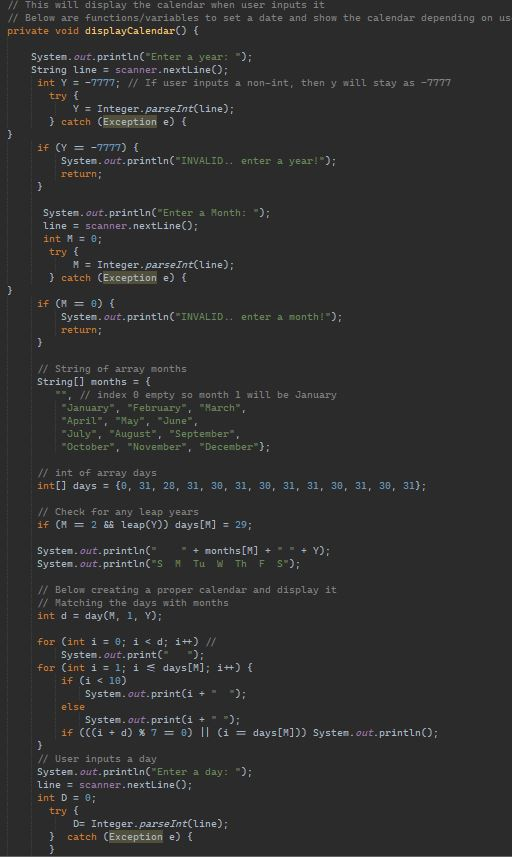 // This will display the calendar when user inputs it
// Below are functions/variables to set a date and show the calendar depending on us
private void displayCalendar() {
System.out.println("Enter a year: ");
String line = scanner.nextLine();
int Y = -7777; // If user inputs a non-int, then y will stay as -7777
try {
Y = Integer.parseInt(line);
} catch (Exception e) {
}
if (Y == -7777) {
System.out.println("INVALID.. enter a year!");
return;
}
System.out.println("Enter a Month: ");
line = scanner.nextLine();
int M = 0;
try {
M = Integer.parseInt(line);
} catch (Exception e) {
}
if (M == 0) {
System.out.println("INVALID.. enter a month!");
return;
}
// String of array months
String[] months = {
"", // index 0 empty so month 1 will be January
"January", "February", "March",
"April", "May", "June",
"July", "August", "September",
"October", "November", "December"};
// int of array days
int[] days = {0, 31, 28, 31, 30, 31, 30, 31, 31, 30, 31, 30, 31};
// Check for any leap years
if (M == 2 && leap(Y)) days[M] = 29;
System.out.println("    " + months[M] + " " + Y);
System.out.println("S  M  Tu  W  Th  F  S");
// Below creating a proper calendar and display it
// Matching the days with months
int d = day(M, 1, Y);
for (int i = 0; i < d; i++) //
System.out.print("   ");
for (int i = 1; i <= days[M]; i++) {
if (i < 10)
System.out.print(i + "  ");
else
System.out.print(i + " ");
if (((i + d) % 7 == 0) || (i == days[M])) System.out.println();
}
// User inputs a day
System.out.println("Enter a day: ");
line = scanner.nextLine();
int D = 0;
try {
D= Integer.parseInt(line);
}  catch (Exception e) {
}